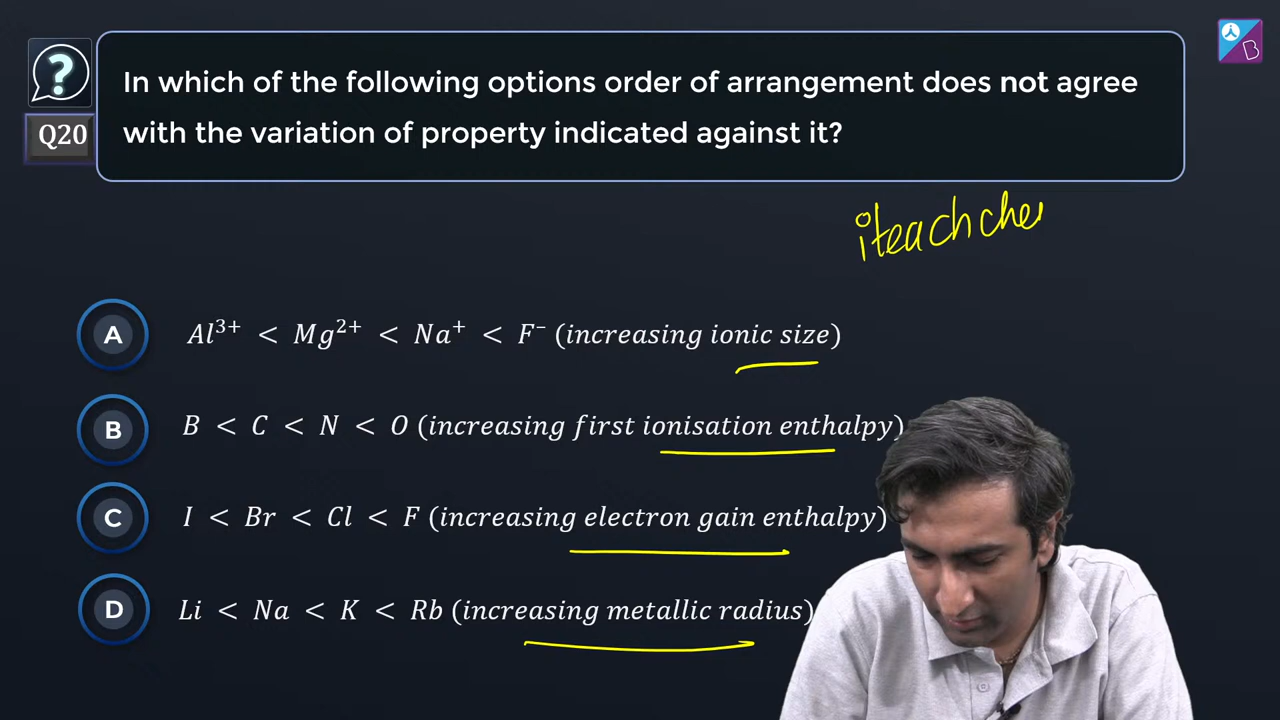 ?
In which of the following options order of arrangement does not agree
Q20
with the variation of property indicated against it?
iteachche
A
Al³⁺ < Mg²⁺ < Na⁺ < F⁻ (increasing ionic size)
B
B < C < N < O (increasing first ionisation enthalpy)
C
I < Br < Cl < F (increasing electron gain enthalpy)
D
Li < Na < K < Rb (increasing metallic radius)
B